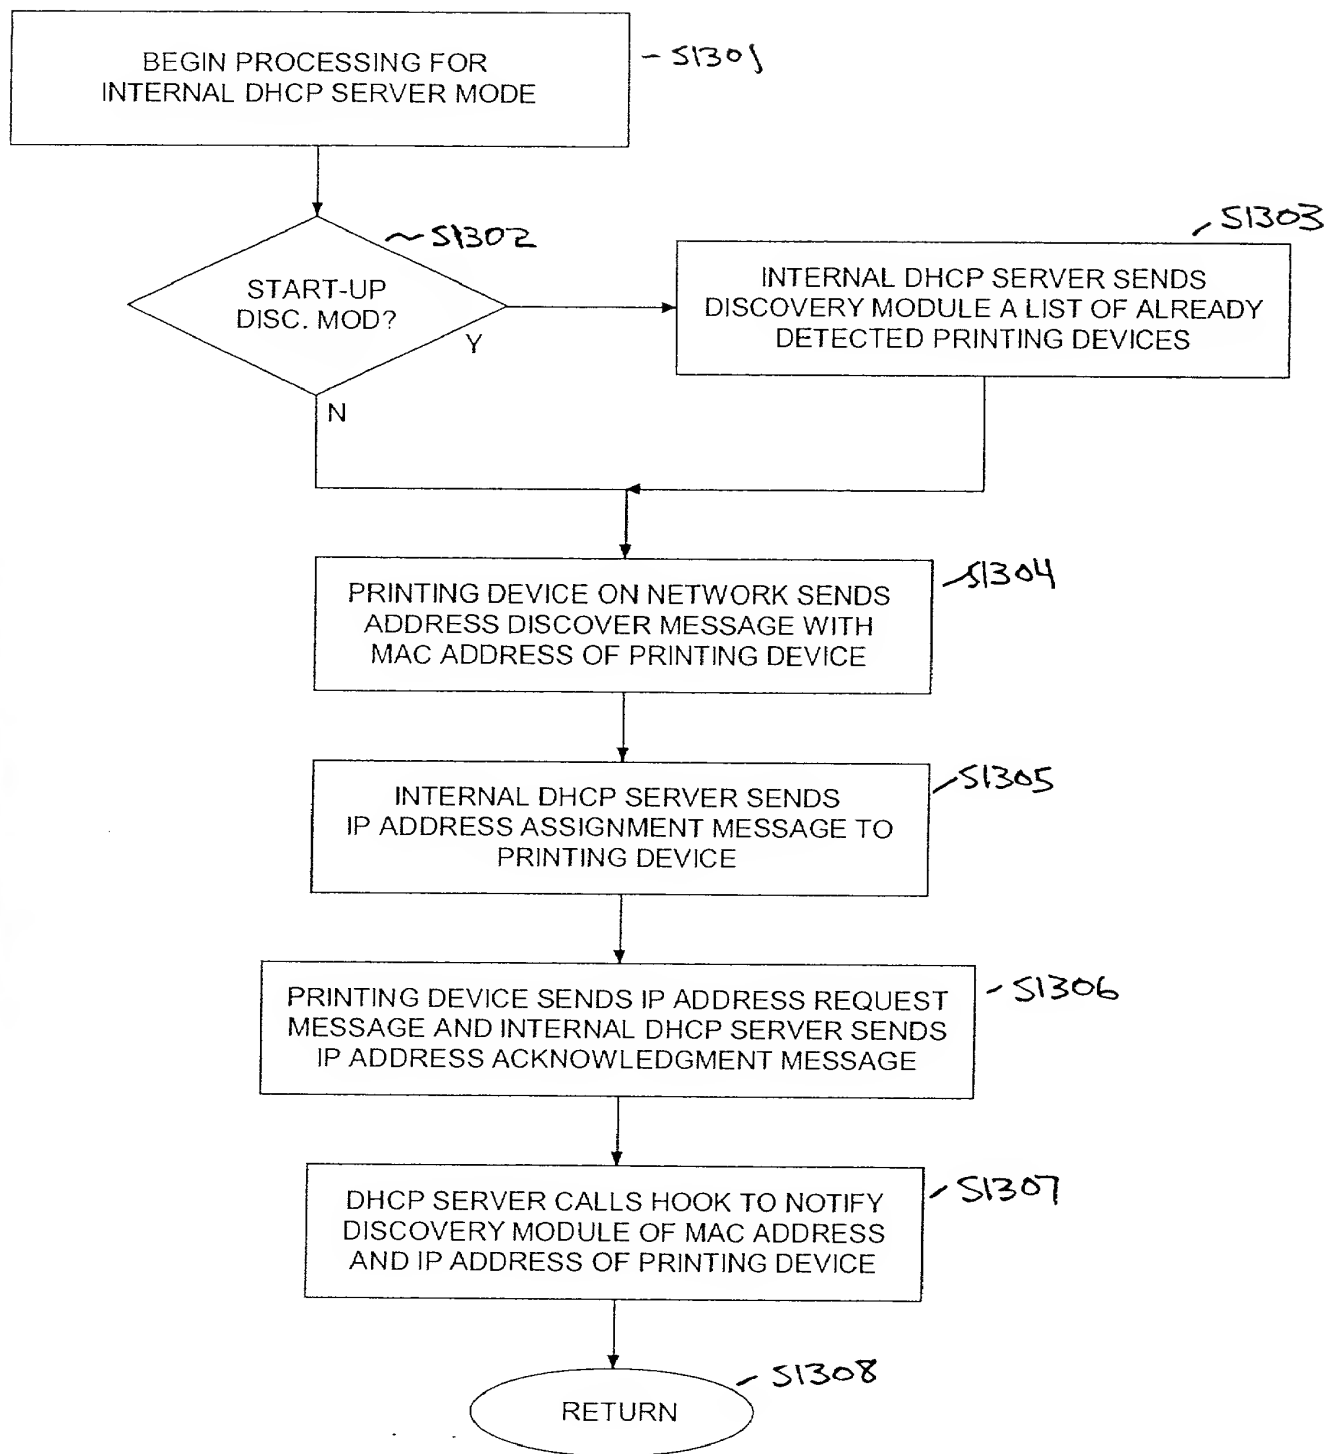 BEGIN PROCESSING FOR
INTERNAL DHCP SERVER MODE
S1301
START-UP
DISC. MOD?
S1302
Y
N
INTERNAL DHCP SERVER SENDS
DISCOVERY MODULE A LIST OF ALREADY
DETECTED PRINTING DEVICES
S1303
PRINTING DEVICE ON NETWORK SENDS
ADDRESS DISCOVER MESSAGE WITH
MAC ADDRESS OF PRINTING DEVICE
S1304
INTERNAL DHCP SERVER SENDS
IP ADDRESS ASSIGNMENT MESSAGE TO
PRINTING DEVICE
S1305
PRINTING DEVICE SENDS IP ADDRESS REQUEST
MESSAGE AND INTERNAL DHCP SERVER SENDS
IP ADDRESS ACKNOWLEDGMENT MESSAGE
S1306
DHCP SERVER CALLS HOOK TO NOTIFY
DISCOVERY MODULE OF MAC ADDRESS
AND IP ADDRESS OF PRINTING DEVICE
S1307
RETURN
S1308